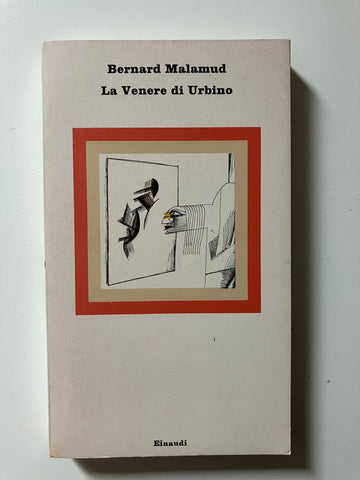 Bernard Malamud
La Venere di Urbino
Einaudi